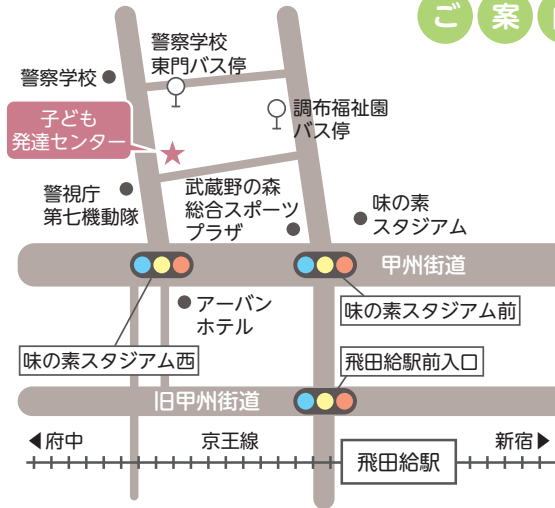 ご案
警察学校
東門バス停
警察学校
子ども
発達センター
調布福祉園
バス停
警視庁
第七機動隊
武蔵野の森
総合スポーツ
プラザ
味の素
スタジアム
甲州街道
アーバン
ホテル
味の素スタジアム前
味の素スタジアム西
飛田給駅前入口
旧甲州街道
府中
京王線
新宿
飛田給駅